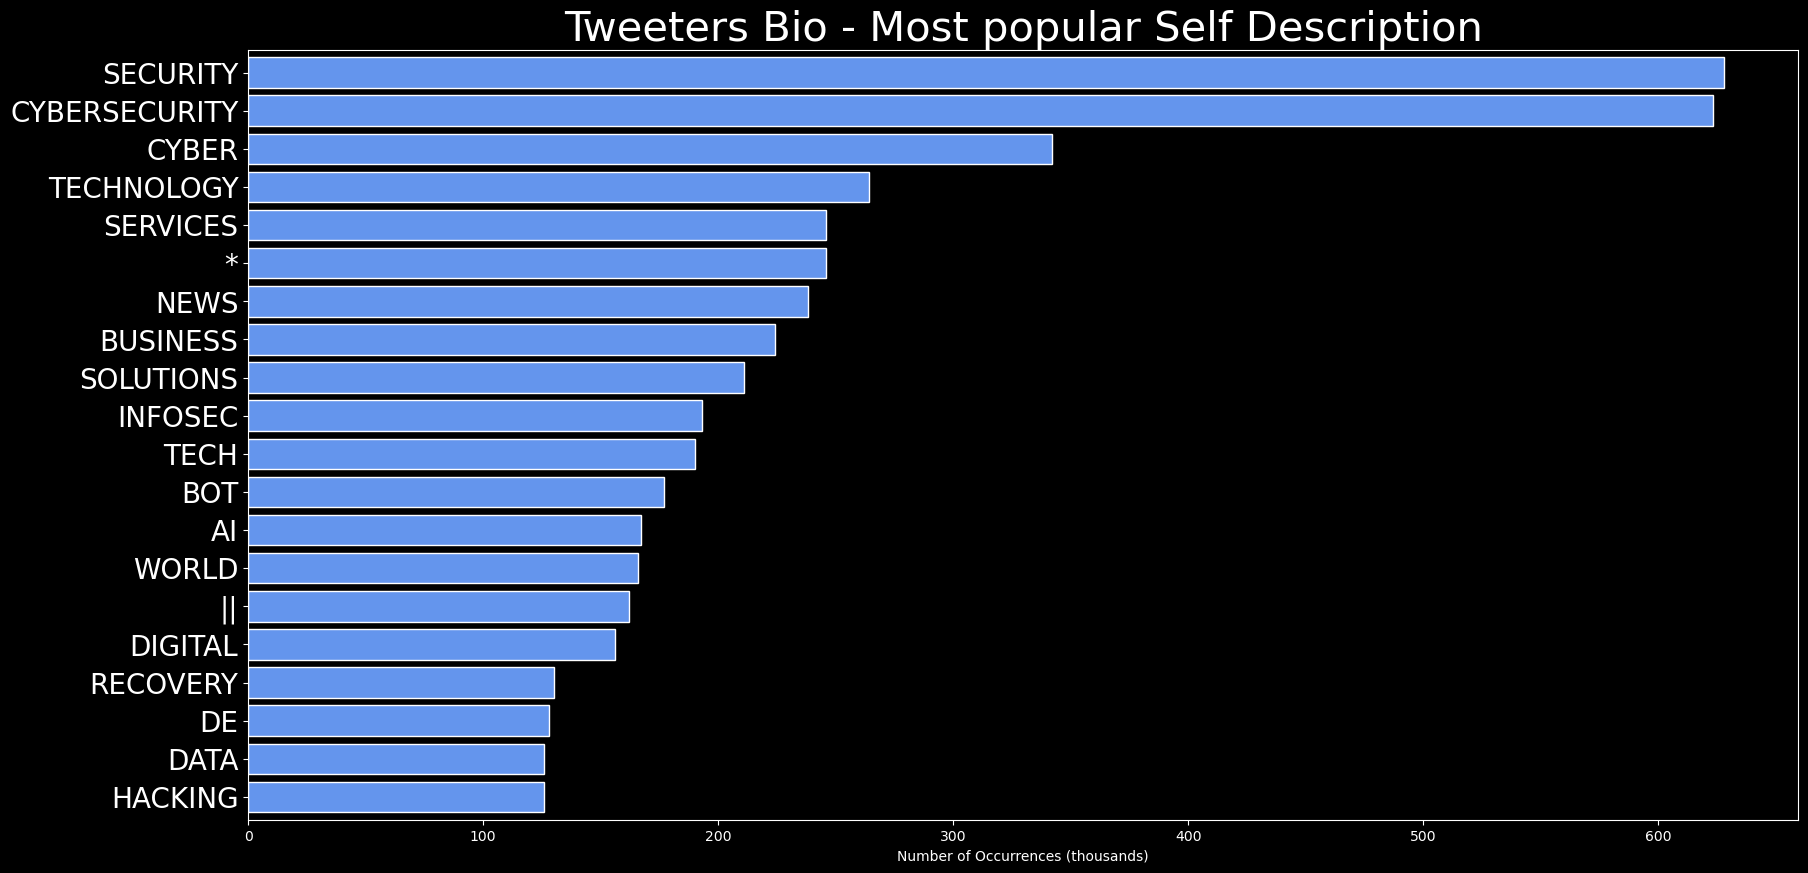 Tweeters Bio - Most popular Self Description
SECURITY
CYBERSECURITY
CYBER
TECHNOLOGY
SERVICES
*
NEWS
BUSINESS
SOLUTIONS
INFOSEC
TECH
BOT
AI
WORLD
||
DIGITAL
RECOVERY
DE
DATA
HACKING
0 100 200 300 400 500 600
Number of Occurrences (thousands)